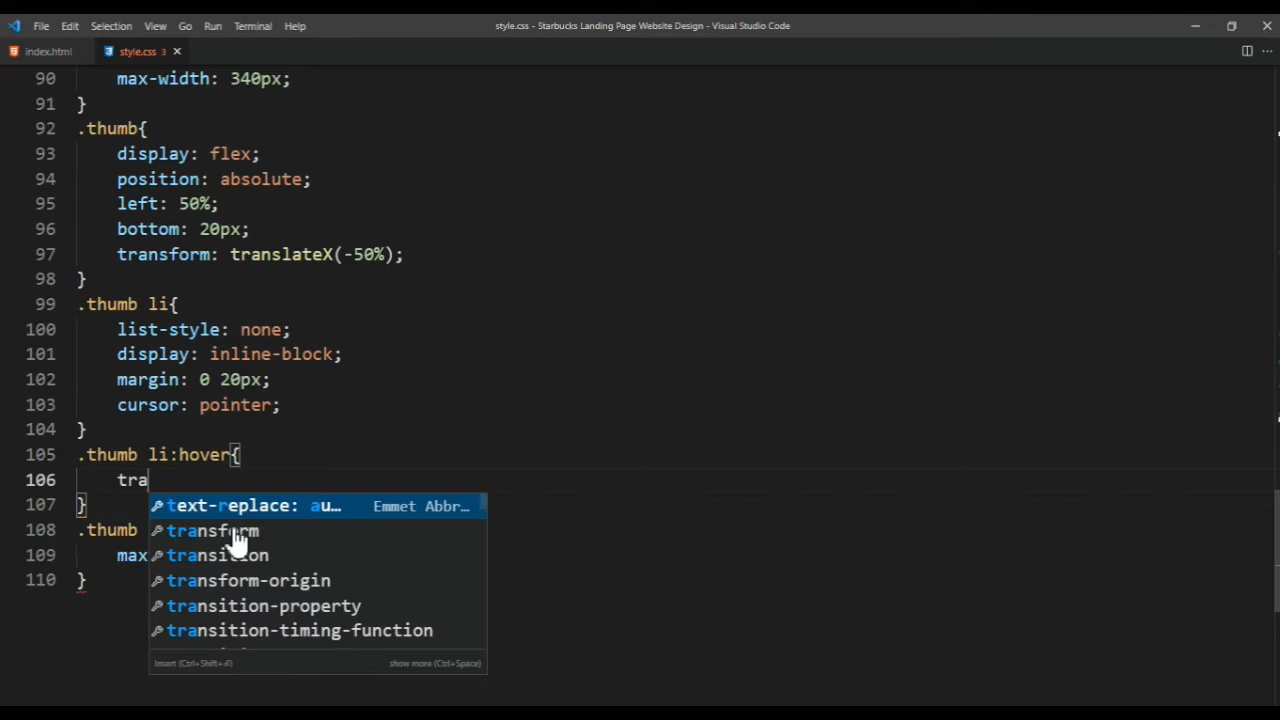 File Edit Selection View Go Run Terminal Help style.css - Starbucks Landing Page Website Design - Visual Studio Code
index.html style.css 3
90 max-width: 340px;
91 }
92 .thumb{
93 display: flex;
94 position: absolute;
95 left: 50%;
96 bottom: 20px;
97 transform: translateX(-50%);
98 }
99 .thumb li{
100 list-style: none;
101 display: inline-block;
102 margin: 0 20px;
103 cursor: pointer;
104 }
105 .thumb li:hover{
106 tra
107 }
text-replace: au… Emmet Abbr…
108 .thumb
transform
109 max
transition
110 }
transform-origin
transition-property
transition-timing-function
Insert (Ctrl+Shift+⏎) show more (Ctrl+Space)